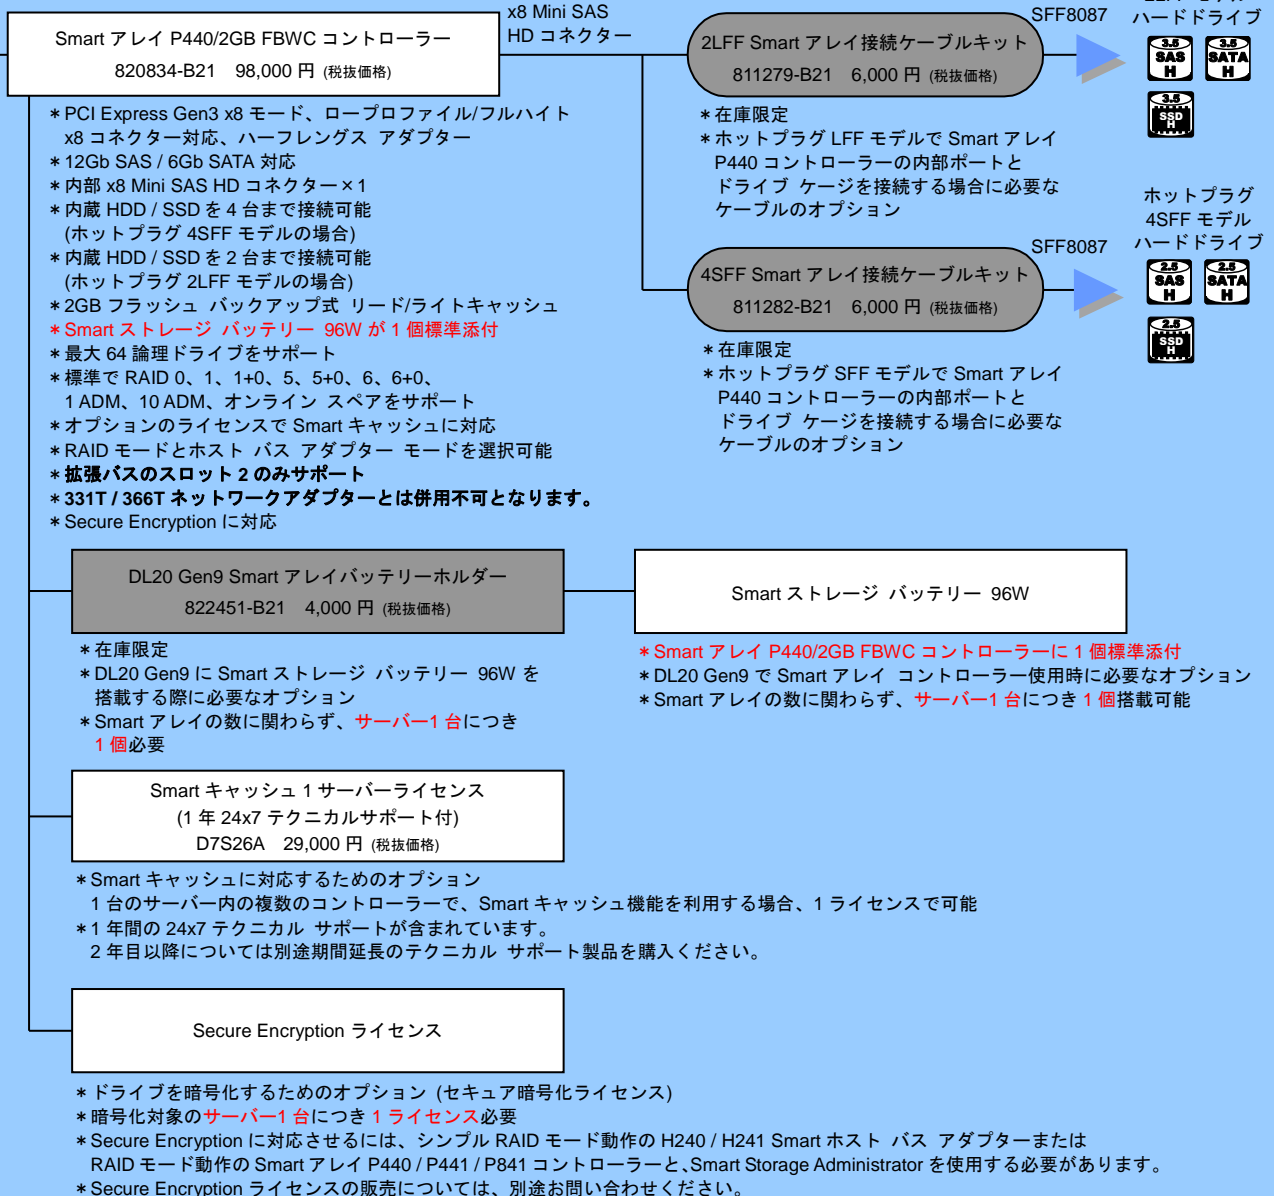 x8 Mini SAS
HD コネクター
Smart アレイ P440/2GB FBWC コントローラー
820834-B21 98,000 円 (税抜価格)
*PCI Express Gen3 x8 モード、ロープロファイル/フルハイト
x8 コネクター対応、ハーフレングス アダプター
*12Gb SAS / 6Gb SATA 対応
*内部 x8 Mini SAS HD コネクター×1
*内蔵 HDD / SSD を 4 台まで接続可能
(ホットプラグ 4SFF モデルの場合)
*内蔵 HDD / SSD を 2 台まで接続可能
(ホットプラグ 2LFF モデルの場合)
*2GB フラッシュ バックアップ式 リード/ライトキャッシュ
*Smart ストレージ バッテリー 96W が 1 個標準添付
*最大 64 論理ドライブをサポート
*標準で RAID 0、1、1+0、5、5+0、6、6+0、
1 ADM、10 ADM、オンライン スペアをサポート
*オプションのライセンスで Smart キャッシュに対応
*RAID モードとホスト バス アダプター モードを選択可能
*拡張バスのスロット 2 のみサポート
*331T / 366T ネットワークアダプターとは併用不可となります。
*Secure Encryption に対応
2LFF Smart アレイ接続ケーブルキット
811279-B21 6,000 円 (税抜価格)
SFF8087
ハードドライブ
3.5 SAS H
3.5 SATA H
3.5 SSD H
*在庫限定
*ホットプラグ LFF モデルで Smart アレイ
P440 コントローラーの内部ポートと
ドライブ ケージを接続する場合に必要な
ケーブルのオプション
4SFF Smart アレイ接続ケーブルキット
811282-B21 6,000 円 (税抜価格)
SFF8087
ホットプラグ
4SFF モデル
ハードドライブ
2.5 SAS H
2.5 SATA H
2.5 SSD H
*在庫限定
*ホットプラグ SFF モデルで Smart アレイ
P440 コントローラーの内部ポートと
ドライブ ケージを接続する場合に必要な
ケーブルのオプション
DL20 Gen9 Smart アレイバッテリーホルダー
822451-B21 4,000 円 (税抜価格)
*在庫限定
*DL20 Gen9 に Smart ストレージ バッテリー 96W を
搭載する際に必要なオプション
*Smart アレイの数に関わらず、サーバー1 台につき
1 個必要
Smart ストレージ バッテリー 96W
*Smart アレイ P440/2GB FBWC コントローラーに 1 個標準添付
*DL20 Gen9 で Smart アレイ コントローラー使用時に必要なオプション
*Smart アレイの数に関わらず、サーバー1 台につき 1 個搭載可能
Smart キャッシュ 1 サーバーライセンス
(1 年 24x7 テクニカルサポート付)
D7S26A 29,000 円 (税抜価格)
*Smart キャッシュに対応するためのオプション
1 台のサーバー内の複数のコントローラーで、Smart キャッシュ機能を利用する場合、1 ライセンスで可能
*1 年間の 24x7 テクニカル サポートが含まれています。
2 年目以降については別途期間延長のテクニカル サポート製品を購入ください。
Secure Encryption ライセンス
*ドライブを暗号化するためのオプション (セキュア暗号化ライセンス)
*暗号化対象のサーバー1 台につき 1 ライセンス必要
*Secure Encryption に対応させるには、シンプル RAID モード動作の H240 / H241 Smart ホスト バス アダプターまたは
RAID モード動作の Smart アレイ P440 / P441 / P841 コントローラーと、Smart Storage Administrator を使用する必要があります。
*Secure Encryption ライセンスの販売については、別途お問い合わせください。